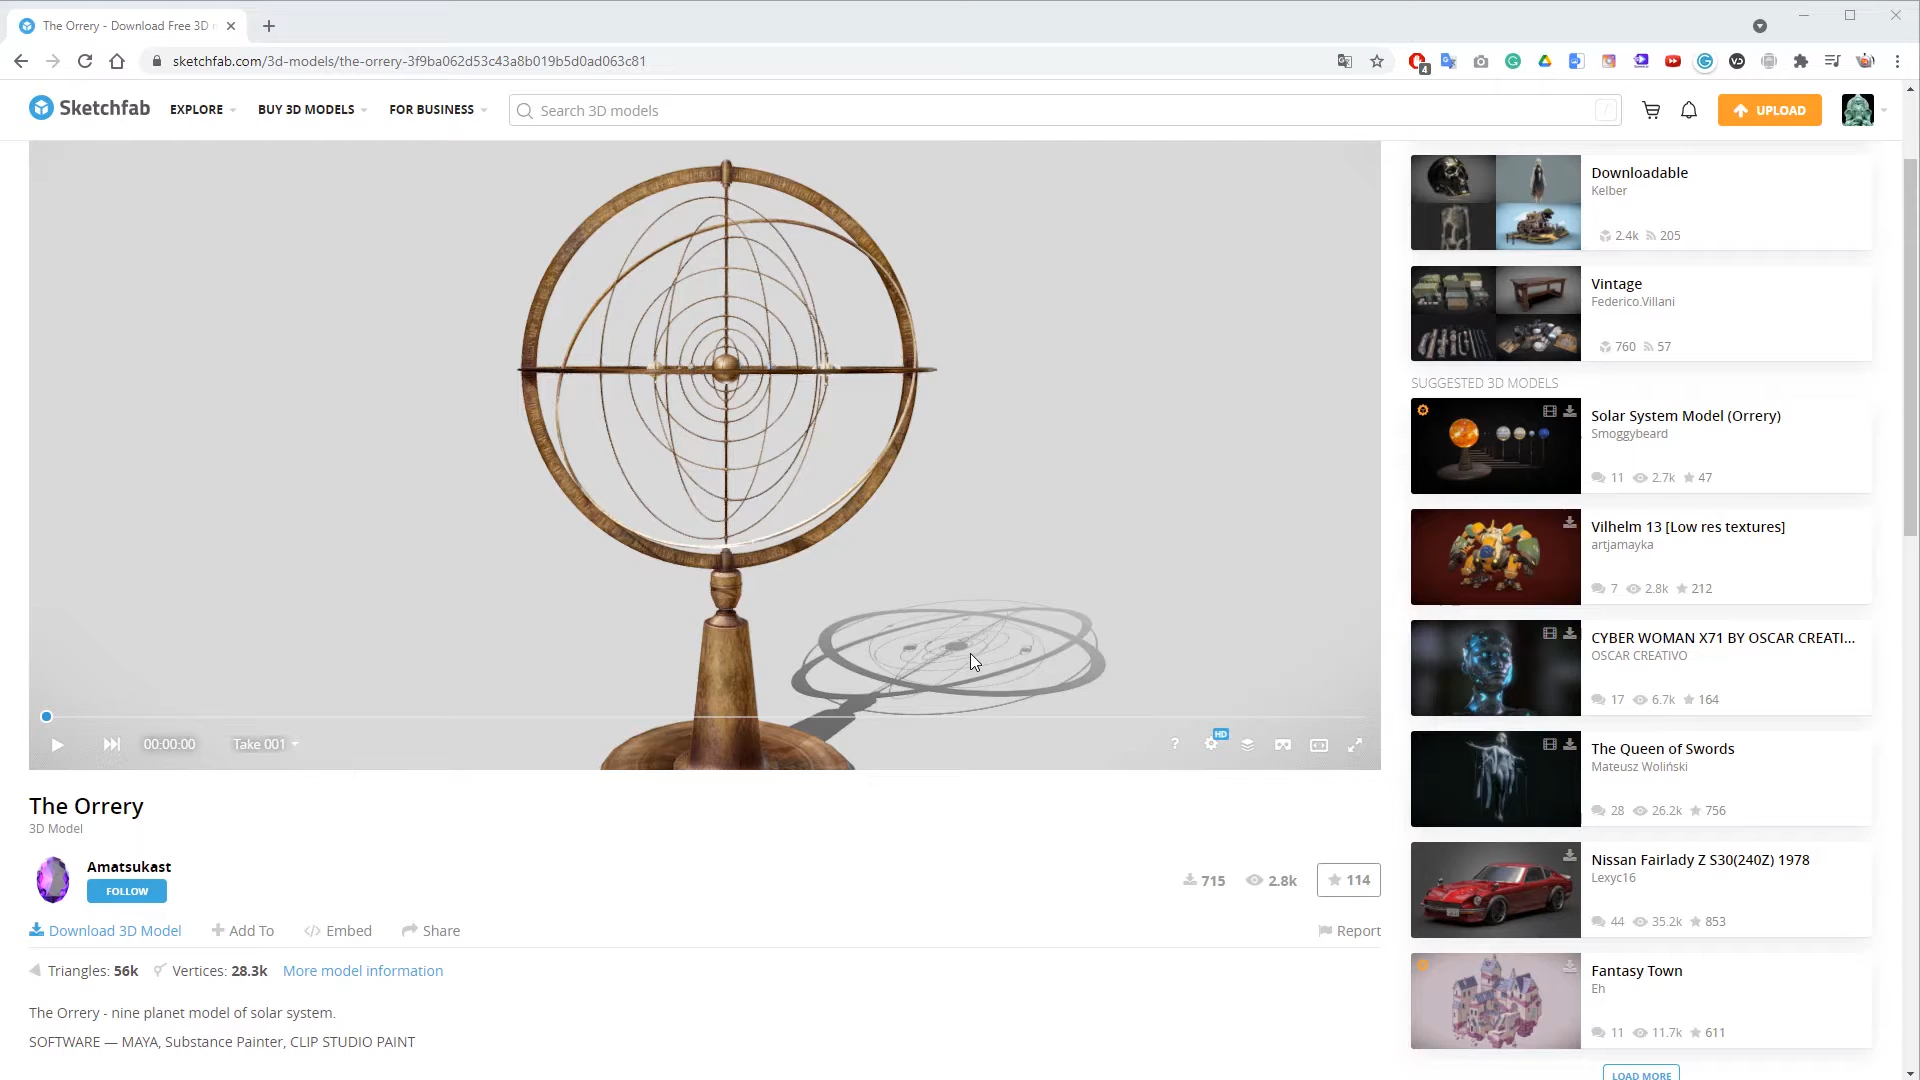 The Orrery - Download Free 3D
sketchfab.com/3d-models/the-orrery-3f9ba062d53c43a8b019b5d0ad063c81
4
Sketchfab
EXPLORE
BUY 3D MODELS
FOR BUSINESS
Search 3D models
/
UPLOAD
00:00:00
Take 001
?
HD
The Orrery
3D Model
Amatsukast
FOLLOW
715
2.8k
114
Download 3D Model
Add To
Embed
Share
Report
Triangles: 56k
Vertices: 28.3k
More model information
The Orrery - nine planet model of solar system.
SOFTWARE — MAYA, Substance Painter, CLIP STUDIO PAINT
Downloadable
Kelber
2.4k 205
Vintage
Federico.Villani
760 57
SUGGESTED 3D MODELS
Solar System Model (Orrery)
Smoggybeard
11 2.7k 47
Vilhelm 13 [Low res textures]
artjamayka
7 2.8k 212
CYBER WOMAN X71 BY OSCAR CREATI...
OSCAR CREATIVO
17 6.7k 164
The Queen of Swords
Mateusz Woliński
28 26.2k 756
Nissan Fairlady Z S30(240Z) 1978
Lexyc16
44 35.2k 853
Fantasy Town
Eh
11 11.7k 611
LOAD MORE